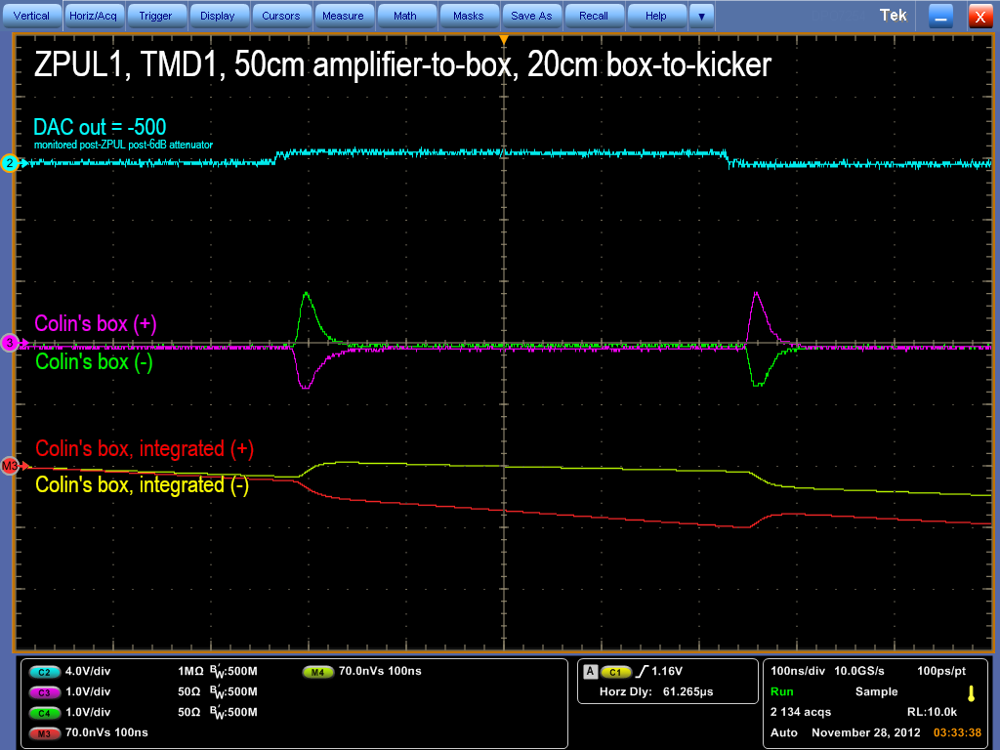 Vertical Horiz/Acq Trigger Display Cursors Measure Math Masks Save As Recall Help ▼ Tek X
ZPUL1, TMD1, 50cm amplifier-to-box, 20cm box-to-kicker
DAC out = -500
monitored post-ZPUL post-6dB attenuator
2
Colin's box (+)
3
Colin's box (-)
Colin's box, integrated (+)
M3
Colin's box, integrated (-)
C2 4.0V/div 1MΩ BW:500M M4 70.0nVs 100ns
C3 1.0V/div 50Ω BW:500M
C4 1.0V/div 50Ω BW:500M
M3 70.0nVs 100ns
A C1 1.16V
Horz Dly: 61.265µs
100ns/div 10.0GS/s 100ps/pt
Run Sample
2 134 acqs RL:10.0k
Auto November 28, 2012 03:33:38